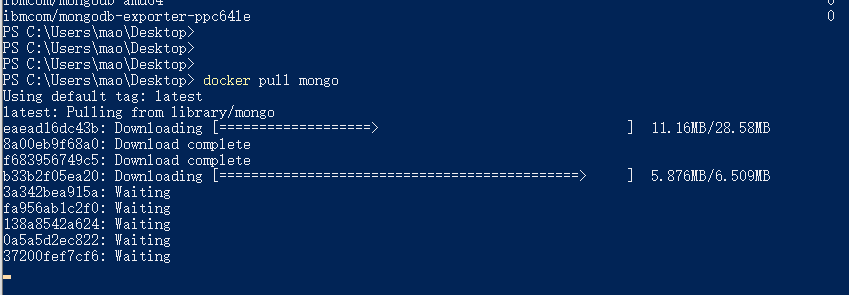 ibmcom/mongodb-amd64
ibmcom/mongodb-exporter-ppc64le 0
PS C:\Users\mao\Desktop>
PS C:\Users\mao\Desktop>
PS C:\Users\mao\Desktop>
PS C:\Users\mao\Desktop> docker pull mongo
Using default tag: latest
latest: Pulling from library/mongo
eaead16dc43b: Downloading [===================> ] 11.16MB/28.58MB
8a00eb9f68a0: Download complete
f683956749c5: Download complete
b33b2f05ea20: Downloading [=============================================> ] 5.876MB/6.509MB
3a342bea915a: Waiting
fa956ab1c2f0: Waiting
138a8542a624: Waiting
0a5a5d2ec822: Waiting
37200fef7cf6: Waiting